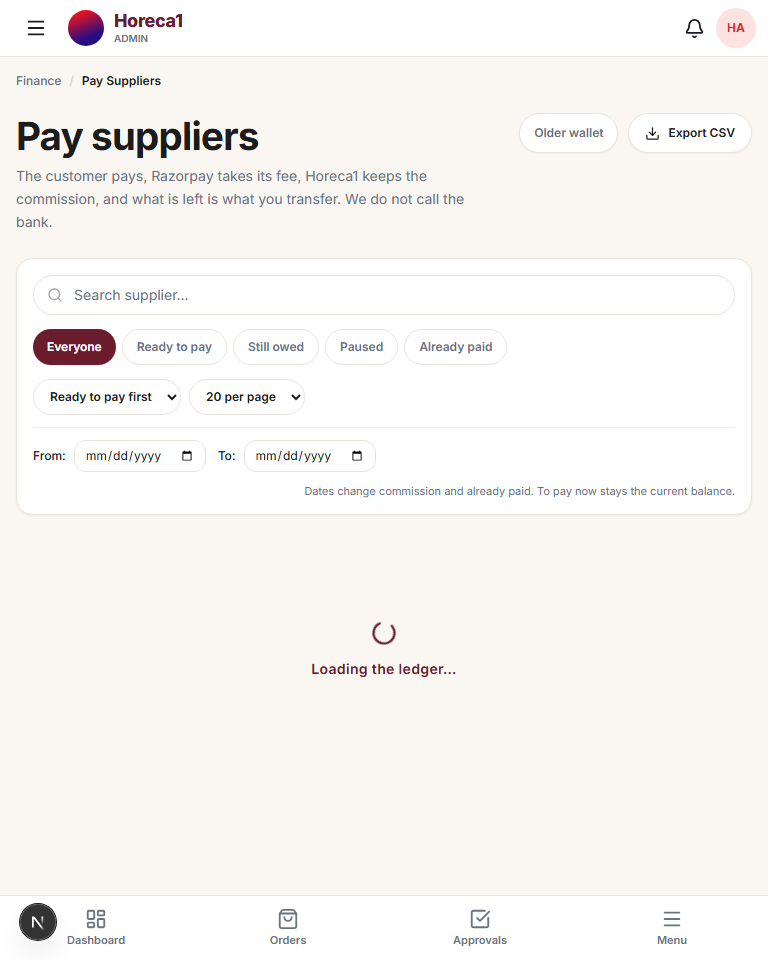 Horeca1
ADMIN
HA
Finance / Pay Suppliers
Pay suppliers
Older wallet
Export CSV
The customer pays, Razorpay takes its fee, Horeca1 keeps the
commission, and what is left is what you transfer. We do not call the
bank.
Search supplier...
Everyone
Ready to pay
Still owed
Paused
Already paid
Ready to pay first
20 per page
From: mm/dd/yyyy To: mm/dd/yyyy
Dates change commission and already paid. To pay now stays the current balance.
Loading the ledger...
N
Dashboard
Orders
Approvals
Menu